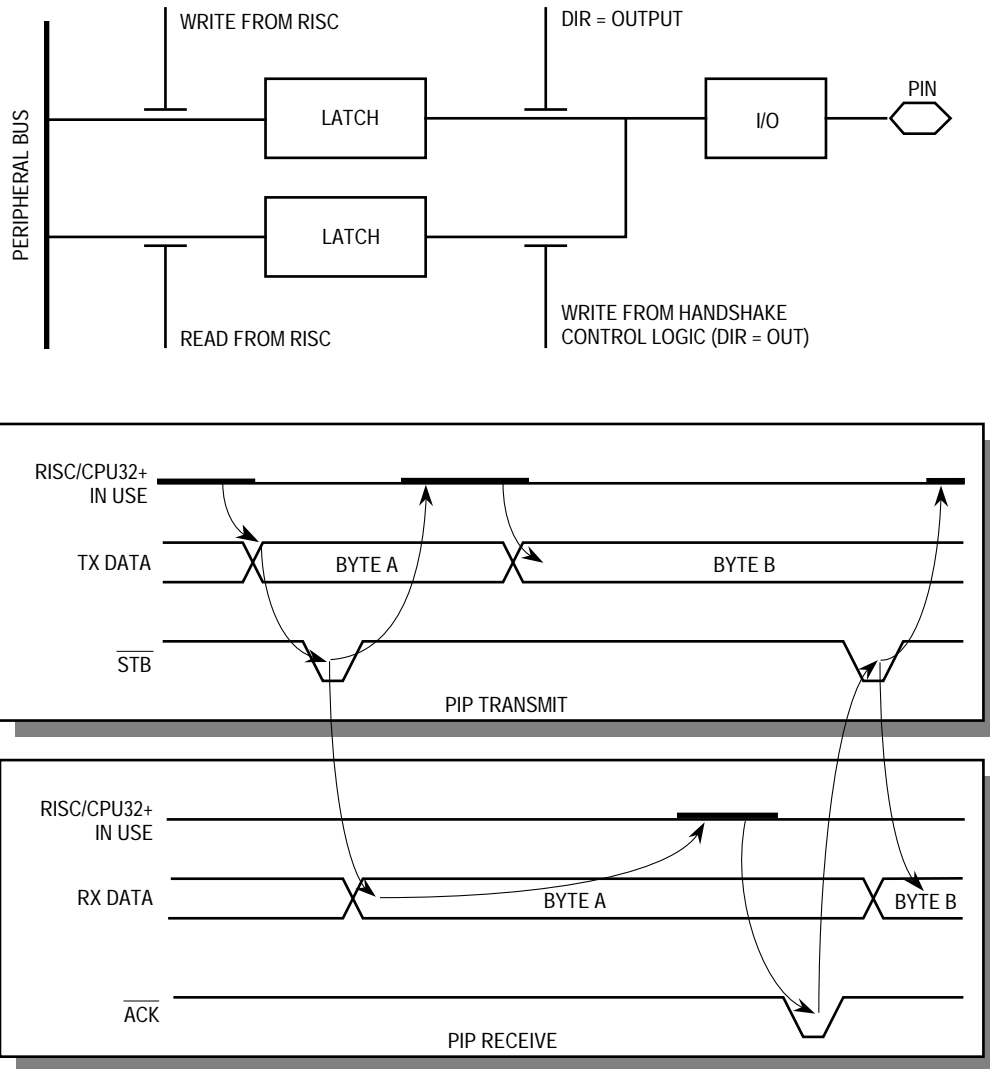 WRITE FROM RISC
DIR = OUTPUT
PERIPHERAL BUS
LATCH
I/O
PIN
LATCH
READ FROM RISC
WRITE FROM HANDSHAKE
CONTROL LOGIC (DIR = OUT)
RISC/CPU32+
IN USE
TX DATA
BYTE A
BYTE B
STB
PIP TRANSMIT
RISC/CPU32+
IN USE
RX DATA
BYTE A
BYTE B
ACK
PIP RECEIVE